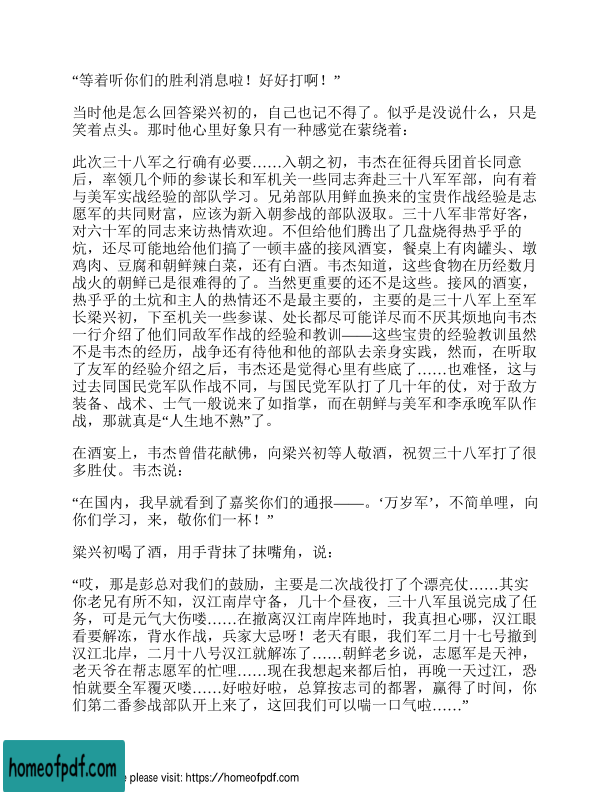 “等着听你们的胜利消息啦！好好打啊！”
当时他是怎么回答梁兴初的，自己也记不得了。似乎是没说什么，只是
笑着点头。那时他心里好象只有一种感觉在萦绕着：
此次三十八军之行确有必要……入朝之初，韦杰在征得兵团首长同意
后，率领几个师的参谋长和军机关一些同志奔赴三十八军军部，向有着
与美军实战经验的部队学习。兄弟部队用鲜血换来的宝贵作战经验是志
愿军的共同财富，应该为新入朝参战的部队汲取。三十八军非常好客，
对六十军的同志来访热情欢迎。不但给他们腾出了几盘烧得热乎乎的
炕，还尽可能地给他们搞了一顿丰盛的接风酒宴，餐桌上有肉罐头、墩
鸡肉、豆腐和朝鲜辣白菜，还有白酒。韦杰知道，这些食物在历经数月
战火的朝鲜已是很难得的了。当然更重要的还不是这些。接风的酒宴，
热乎乎的土炕和主人的热情还不是最主要的，主要的是三十八军上至军
长梁兴初，下至机关一些参谋、处长都尽可能详尽而不厌其烦地向韦杰
一行介绍了他们同敌军作战的经验和教训——这些宝贵的经验教训虽然
不是韦杰的经历，战争还有待他和他的部队去亲身实践，然而，在听取
了友军的经验介绍之后，韦杰还是觉得心里有些底了……也难怪，这与
过去同国民党军队作战不同，与国民党军队打了几十年的仗，对于敌方
装备、战术、士气一般说来了如指掌，而在朝鲜与美军和李承晚军队作
战，那就真是“人生地不熟”了。
在酒宴上，韦杰曾借花献佛，向梁兴初等人敬酒，祝贺三十八军打了很
多胜仗。韦杰说：
“在国内，我早就看到了嘉奖你们的通报——。‘万岁军’，不简单哩，向
你们学习，来，敬你们一杯！”
梁兴初喝了酒，用手背抹了抹嘴角，说：
“哎，那是彭总对我们的鼓励，主要是二次战役打了个漂亮仗……其实
你老兄有所不知，汉江南岸守备，几十个昼夜，三十八军虽说完成了任
务，可是元气大伤喽……在撤离汉江南岸阵地时，我真担心哪，汉江眼
看要解冻，背水作战，兵家大忌呀！老天有眼，我们军二月十七号撤到
汉江北岸，二月十八号汉江就解冻了……朝鲜老乡说，志愿军是天神，
老天爷在帮志愿军的忙哩……现在我想起来都后怕，再晚一天过江，恐
怕就要全军覆灭喽……好啦好啦，总算按志司的都署，赢得了时间，你
们第二番参战部队开上来了，这回我们可以喘一口气啦……”
homeofpdf.com
e please visit: https://homeofpdf.com